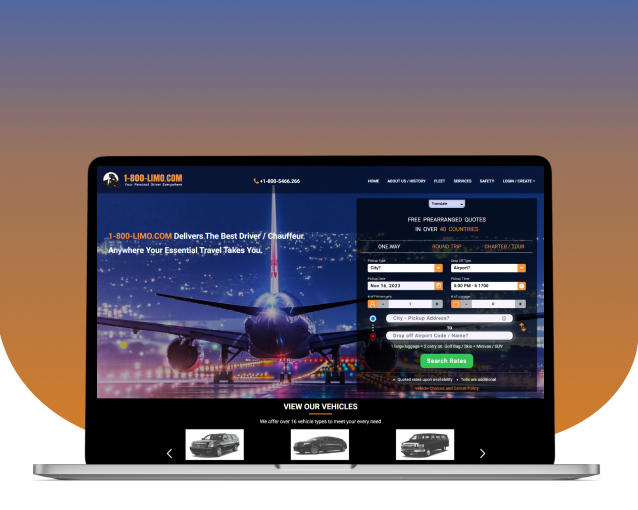 1-800-LIMO.COM
Your Personal Driver Everywhere
+1-800-5466.266
HOME ABOUT US / HISTORY FLEET SERVICES SAFETY LOGIN / CREATE
Translate
FREE PREARRANGED QUOTES
IN OVER 40 COUNTRIES
1-800-LIMO.COM Delivers The Best Driver / Chauffeur
Anywhere Your Essential Travel Takes You.
ONE WAY ROUND TRIP CHARTER / TOUR
Pickup Type Drop Off Type
City? Airport?
Pickup Date Pickup Time
Nov 16, 2023 5:00 PM - h 1700
# of Passengers # of Luggage
- 1 + - 0 +
City - Pickup Address?
TO
Drop off Airport Code / Name?
1 large luggage = 2 carry on. Golf Bag / Skis = Minivan / SUV
Search Rates
• Quoted rates upon availability • Tolls are additional
Vehicle Choices and Cancel Policy
VIEW OUR VEHICLES
We offer over 16 vehicle types to meet your every need